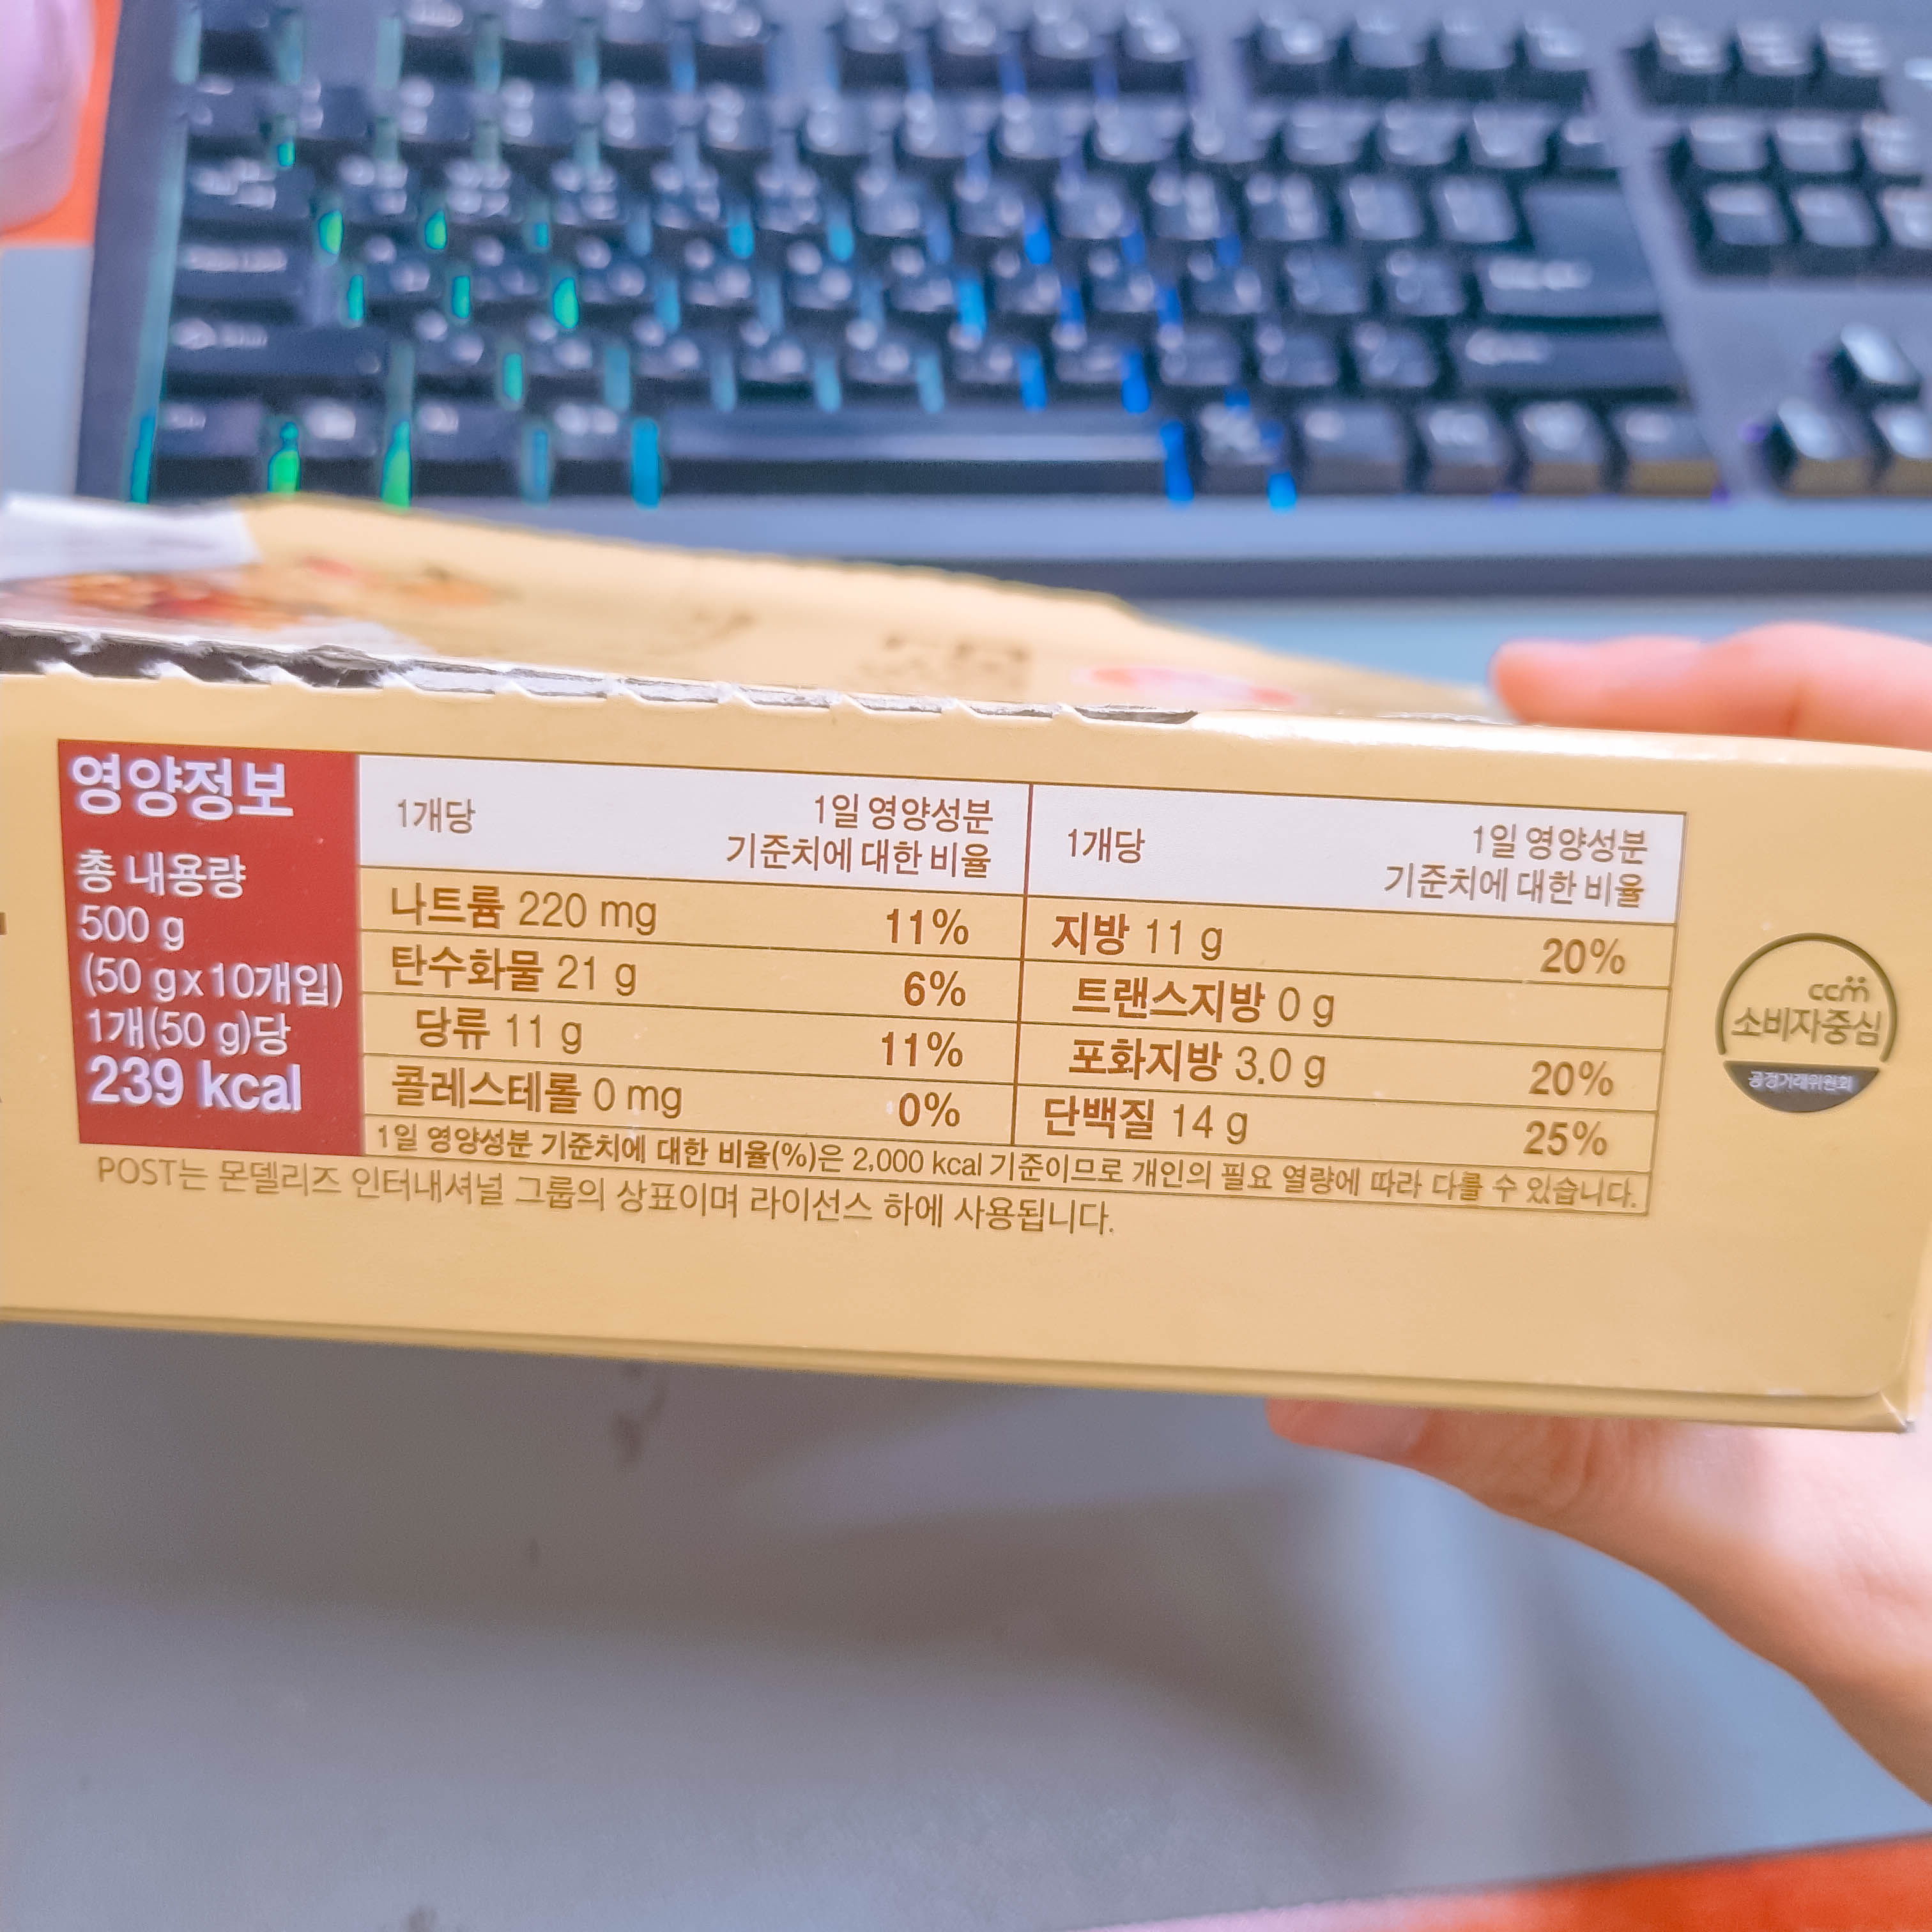 영양정보
총 내용량
500 g
(50 gx10개입)
1개(50 g)당
239 kcal
1개당 1일 영양성분
기준치에 대한 비율
나트륨 220 mg 11%
탄수화물 21 g 6%
당류 11 g 11%
콜레스테롤 0 mg 0%
1개당 1일 영양성분
기준치에 대한 비율
지방 11 g 20%
트랜스지방 0 g
포화지방 3.0 g 20%
단백질 14 g 25%
1일 영양성분 기준치에 대한 비율(%)은 2,000 kcal 기준이므로 개인의 필요 열량에 따라 다를 수 있습니다.
POST는 몬델리즈 인터내셔널 그룹의 상표이며 라이선스 하에 사용됩니다.
ccm
소비자중심
공정거래위원회